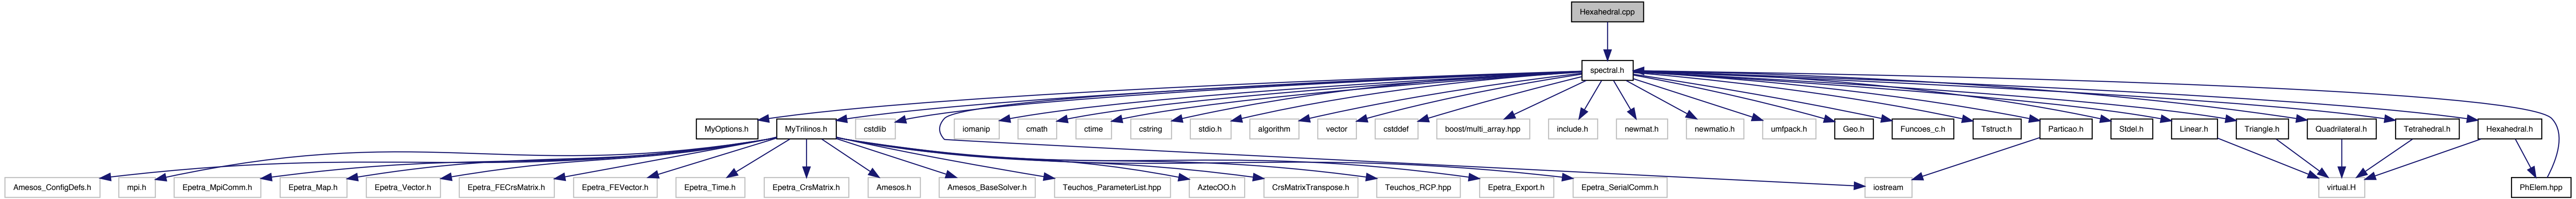 Hexahedral.cpp
spectral.h
MyOptions.h
MyTrilinos.h
cstdlib
iomanip
cmath
ctime
cstring
stdio.h
algorithm
vector
cstddef
boost/multi_array.hpp
include.h
newmat.h
newmatio.h
umfpack.h
Geo.h
Funcoes_c.h
Tstruct.h
Particao.h
Stdel.h
Linear.h
Triangle.h
Quadrilateral.h
Tetrahedral.h
Hexahedral.h
Amesos_ConfigDefs.h
mpi.h
Epetra_MpiComm.h
Epetra_Map.h
Epetra_Vector.h
Epetra_FECrsMatrix.h
Epetra_FEVector.h
Epetra_Time.h
Epetra_CrsMatrix.h
Amesos.h
Amesos_BaseSolver.h
Teuchos_ParameterList.hpp
AztecOO.h
CrsMatrixTranspose.h
Teuchos_RCP.hpp
Epetra_Export.h
Epetra_SerialComm.h
iostream
virtual.H
PhElem.hpp